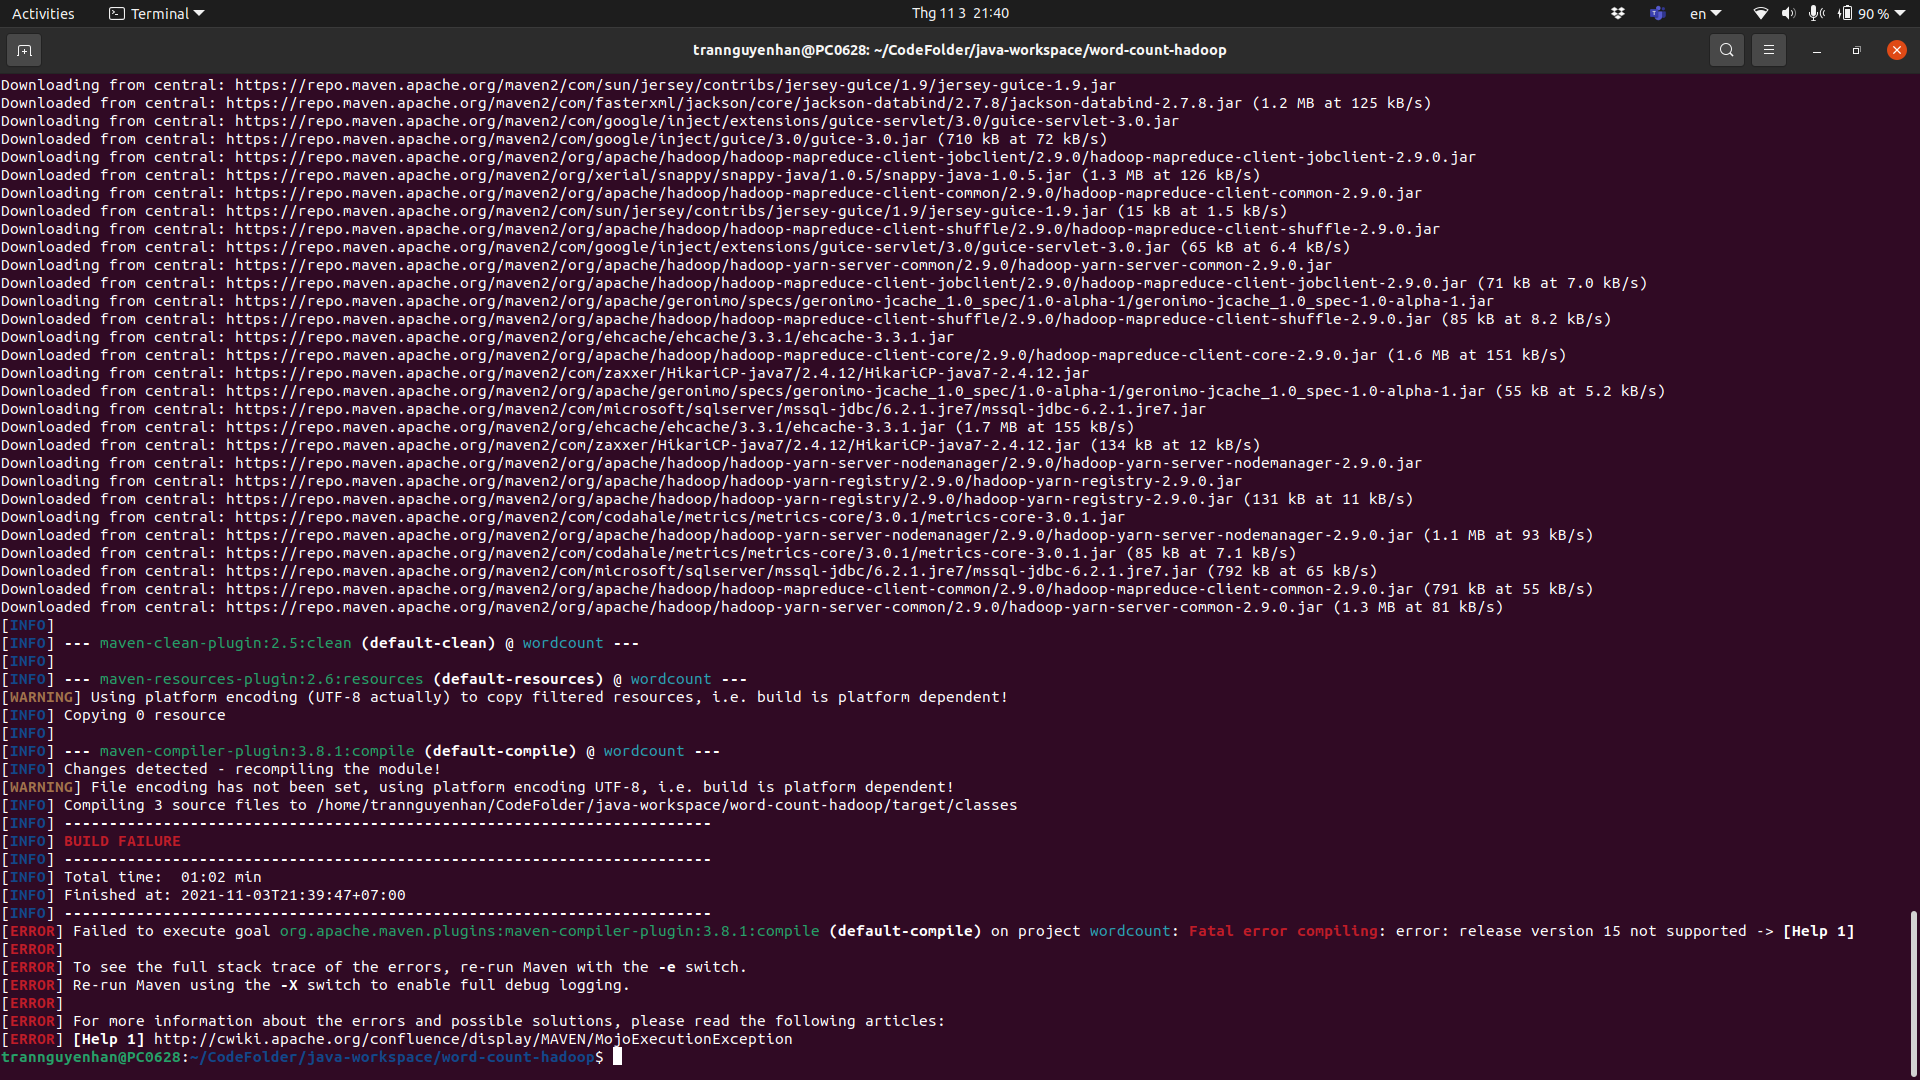 Activities Terminal Thg 11 3 21:40 en 90 %
trannguyenhan@PC0628: ~/CodeFolder/java-workspace/word-count-hadoop
Downloading from central: https://repo.maven.apache.org/maven2/com/sun/jersey/contribs/jersey-guice/1.9/jersey-guice-1.9.jar
Downloaded from central: https://repo.maven.apache.org/maven2/com/fasterxml/jackson/core/jackson-databind/2.7.8/jackson-databind-2.7.8.jar (1.2 MB at 125 kB/s)
Downloading from central: https://repo.maven.apache.org/maven2/com/google/inject/extensions/guice-servlet/3.0/guice-servlet-3.0.jar
Downloaded from central: https://repo.maven.apache.org/maven2/com/google/inject/guice/3.0/guice-3.0.jar (710 kB at 72 kB/s)
Downloading from central: https://repo.maven.apache.org/maven2/org/apache/hadoop/hadoop-mapreduce-client-jobclient/2.9.0/hadoop-mapreduce-client-jobclient-2.9.0.jar
Downloaded from central: https://repo.maven.apache.org/maven2/org/xerial/snappy/snappy-java/1.0.5/snappy-java-1.0.5.jar (1.3 MB at 126 kB/s)
Downloading from central: https://repo.maven.apache.org/maven2/org/apache/hadoop/hadoop-mapreduce-client-common/2.9.0/hadoop-mapreduce-client-common-2.9.0.jar
Downloaded from central: https://repo.maven.apache.org/maven2/com/sun/jersey/contribs/jersey-guice/1.9/jersey-guice-1.9.jar (15 kB at 1.5 kB/s)
Downloading from central: https://repo.maven.apache.org/maven2/org/apache/hadoop/hadoop-mapreduce-client-shuffle/2.9.0/hadoop-mapreduce-client-shuffle-2.9.0.jar
Downloaded from central: https://repo.maven.apache.org/maven2/com/google/inject/extensions/guice-servlet/3.0/guice-servlet-3.0.jar (65 kB at 6.4 kB/s)
Downloading from central: https://repo.maven.apache.org/maven2/org/apache/hadoop/hadoop-yarn-server-common/2.9.0/hadoop-yarn-server-common-2.9.0.jar
Downloaded from central: https://repo.maven.apache.org/maven2/org/apache/hadoop/hadoop-mapreduce-client-jobclient/2.9.0/hadoop-mapreduce-client-jobclient-2.9.0.jar (71 kB at 7.0 kB/s)
Downloading from central: https://repo.maven.apache.org/maven2/org/apache/geronimo/specs/geronimo-jcache_1.0_spec/1.0-alpha-1/geronimo-jcache_1.0_spec-1.0-alpha-1.jar
Downloaded from central: https://repo.maven.apache.org/maven2/org/apache/hadoop/hadoop-mapreduce-client-shuffle/2.9.0/hadoop-mapreduce-client-shuffle-2.9.0.jar (85 kB at 8.2 kB/s)
Downloading from central: https://repo.maven.apache.org/maven2/org/ehcache/ehcache/3.3.1/ehcache-3.3.1.jar
Downloaded from central: https://repo.maven.apache.org/maven2/org/apache/hadoop/hadoop-mapreduce-client-core/2.9.0/hadoop-mapreduce-client-core-2.9.0.jar (1.6 MB at 151 kB/s)
Downloading from central: https://repo.maven.apache.org/maven2/com/zaxxer/HikariCP-java7/2.4.12/HikariCP-java7-2.4.12.jar
Downloaded from central: https://repo.maven.apache.org/maven2/org/apache/geronimo/specs/geronimo-jcache_1.0_spec/1.0-alpha-1/geronimo-jcache_1.0_spec-1.0-alpha-1.jar (55 kB at 5.2 kB/s)
Downloading from central: https://repo.maven.apache.org/maven2/com/microsoft/sqlserver/mssql-jdbc/6.2.1.jre7/mssql-jdbc-6.2.1.jre7.jar
Downloaded from central: https://repo.maven.apache.org/maven2/org/ehcache/ehcache/3.3.1/ehcache-3.3.1.jar (1.7 MB at 155 kB/s)
Downloaded from central: https://repo.maven.apache.org/maven2/com/zaxxer/HikariCP-java7/2.4.12/HikariCP-java7-2.4.12.jar (134 kB at 12 kB/s)
Downloading from central: https://repo.maven.apache.org/maven2/org/apache/hadoop/hadoop-yarn-server-nodemanager/2.9.0/hadoop-yarn-server-nodemanager-2.9.0.jar
Downloading from central: https://repo.maven.apache.org/maven2/org/apache/hadoop/hadoop-yarn-registry/2.9.0/hadoop-yarn-registry-2.9.0.jar
Downloaded from central: https://repo.maven.apache.org/maven2/org/apache/hadoop/hadoop-yarn-registry/2.9.0/hadoop-yarn-registry-2.9.0.jar (131 kB at 11 kB/s)
Downloading from central: https://repo.maven.apache.org/maven2/com/codahale/metrics/metrics-core/3.0.1/metrics-core-3.0.1.jar
Downloaded from central: https://repo.maven.apache.org/maven2/org/apache/hadoop/hadoop-yarn-server-nodemanager/2.9.0/hadoop-yarn-server-nodemanager-2.9.0.jar (1.1 MB at 93 kB/s)
Downloaded from central: https://repo.maven.apache.org/maven2/com/codahale/metrics/metrics-core/3.0.1/metrics-core-3.0.1.jar (85 kB at 7.1 kB/s)
Downloaded from central: https://repo.maven.apache.org/maven2/com/microsoft/sqlserver/mssql-jdbc/6.2.1.jre7/mssql-jdbc-6.2.1.jre7.jar (792 kB at 65 kB/s)
Downloaded from central: https://repo.maven.apache.org/maven2/org/apache/hadoop/hadoop-mapreduce-client-common/2.9.0/hadoop-mapreduce-client-common-2.9.0.jar (791 kB at 55 kB/s)
Downloaded from central: https://repo.maven.apache.org/maven2/org/apache/hadoop/hadoop-yarn-server-common/2.9.0/hadoop-yarn-server-common-2.9.0.jar (1.3 MB at 81 kB/s)
[INFO]
[INFO] --- maven-clean-plugin:2.5:clean (default-clean) @ wordcount ---
[INFO]
[INFO] --- maven-resources-plugin:2.6:resources (default-resources) @ wordcount ---
[WARNING] Using platform encoding (UTF-8 actually) to copy filtered resources, i.e. build is platform dependent!
[INFO] Copying 0 resource
[INFO]
[INFO] --- maven-compiler-plugin:3.8.1:compile (default-compile) @ wordcount ---
[INFO] Changes detected - recompiling the module!
[WARNING] File encoding has not been set, using platform encoding UTF-8, i.e. build is platform dependent!
[INFO] Compiling 3 source files to /home/trannguyenhan/CodeFolder/java-workspace/word-count-hadoop/target/classes
[INFO] ------------------------------------------------------------------------
[INFO] BUILD FAILURE
[INFO] ------------------------------------------------------------------------
[INFO] Total time:  01:02 min
[INFO] Finished at: 2021-11-03T21:39:47+07:00
[INFO] ------------------------------------------------------------------------
[ERROR] Failed to execute goal org.apache.maven.plugins:maven-compiler-plugin:3.8.1:compile (default-compile) on project wordcount: Fatal error compiling: error: release version 15 not supported -> [Help 1]
[ERROR]
[ERROR] To see the full stack trace of the errors, re-run Maven with the -e switch.
[ERROR] Re-run Maven using the -X switch to enable full debug logging.
[ERROR]
[ERROR] For more information about the errors and possible solutions, please read the following articles:
[ERROR] [Help 1] http://cwiki.apache.org/confluence/display/MAVEN/MojoExecutionException
trannguyenhan@PC0628:~/CodeFolder/java-workspace/word-count-hadoop$